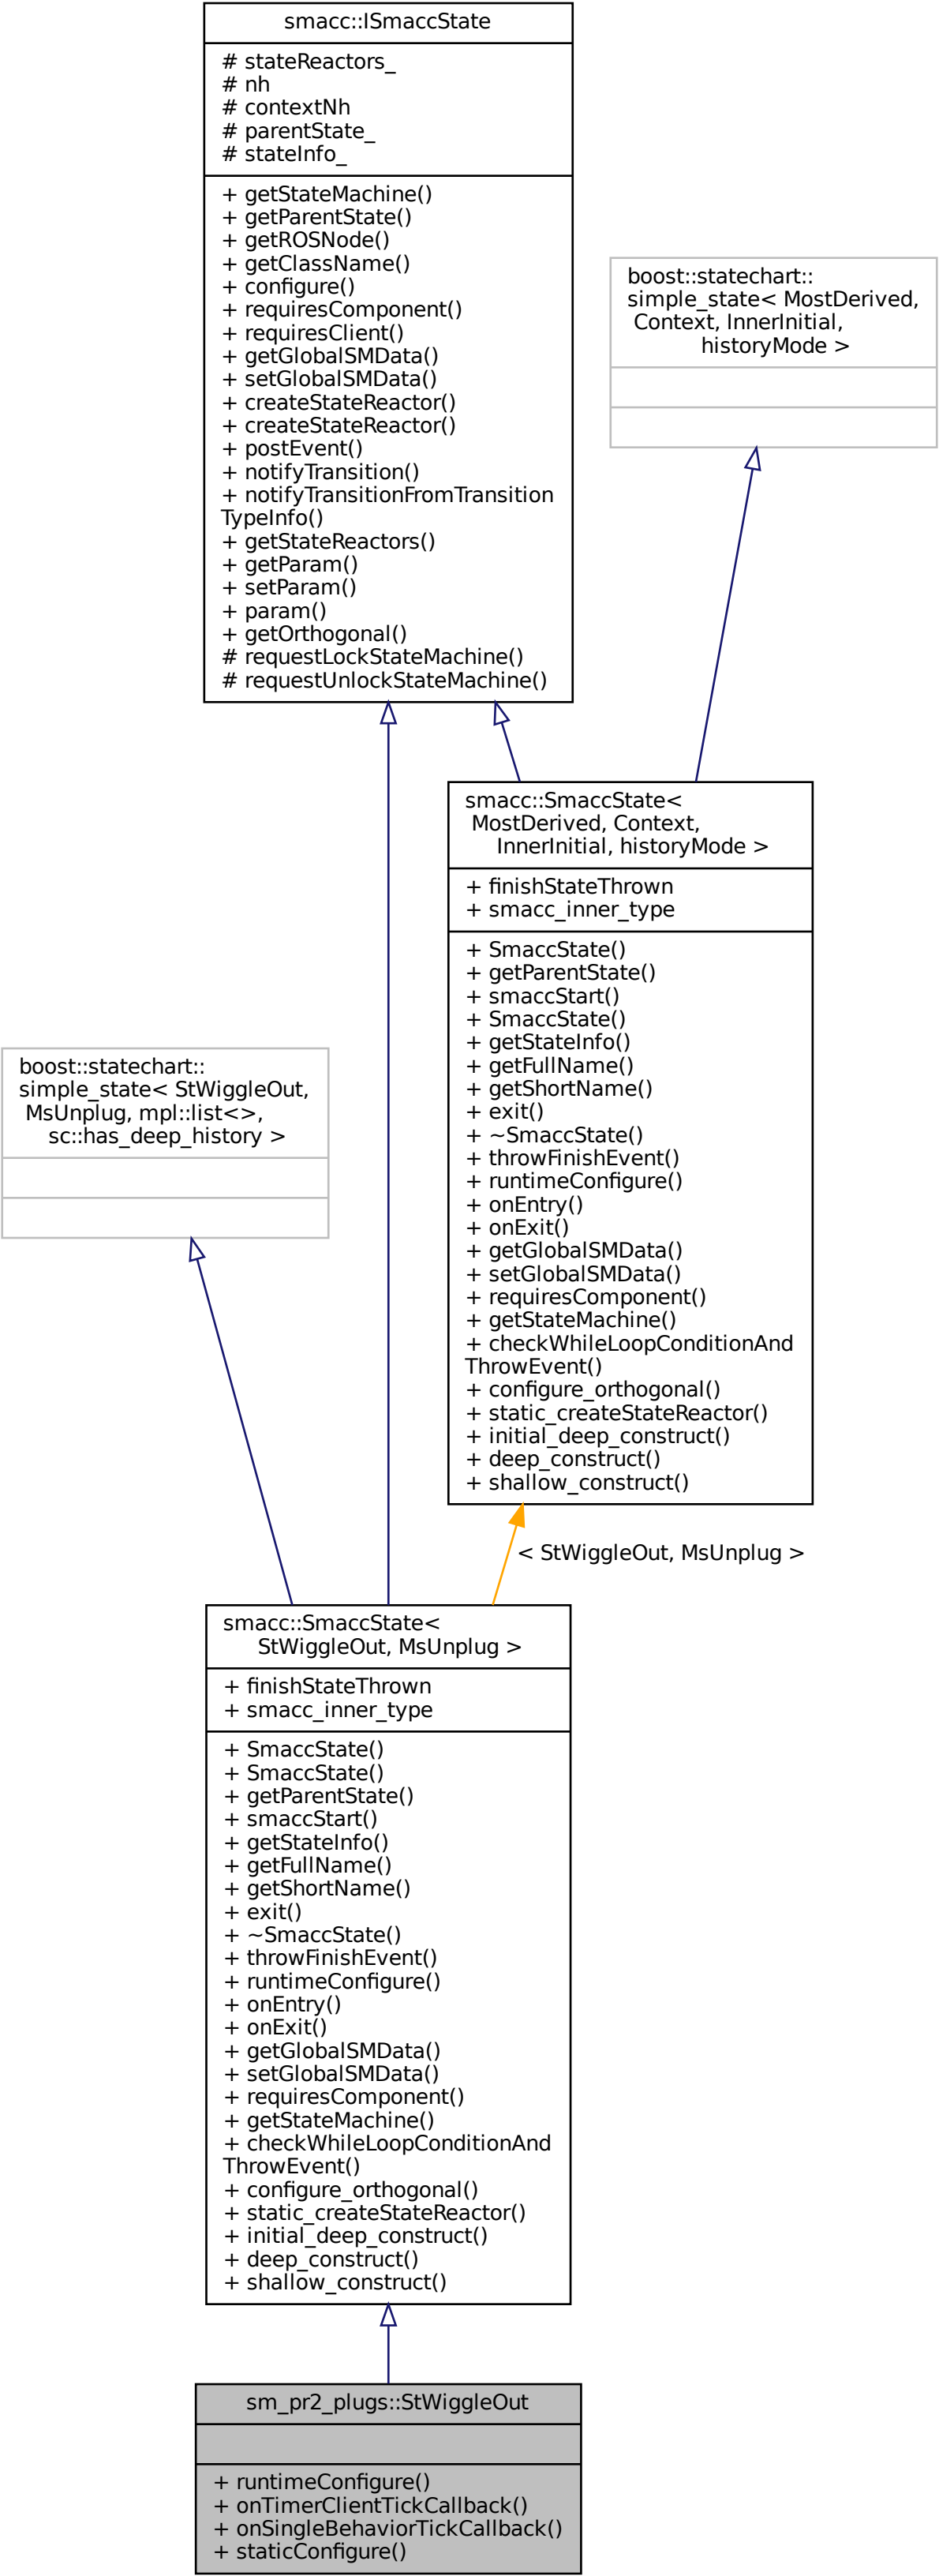 smacc::ISmaccState
# stateReactors_
# nh
# contextNh
# parentState_
# stateInfo_
+ getStateMachine()
+ getParentState()
+ getROSNode()
+ getClassName()
+ configure()
+ requiresComponent()
+ requiresClient()
+ getGlobalSMData()
+ setGlobalSMData()
+ createStateReactor()
+ createStateReactor()
+ postEvent()
+ notifyTransition()
+ notifyTransitionFromTransition
TypeInfo()
+ getStateReactors()
+ getParam()
+ setParam()
+ param()
+ getOrthogonal()
# requestLockStateMachine()
# requestUnlockStateMachine()
boost::statechart::
simple_state< MostDerived,
Context, InnerInitial,
historyMode >
smacc::SmaccState<
MostDerived, Context,
InnerInitial, historyMode >
+ finishStateThrown
+ smacc_inner_type
+ SmaccState()
+ getParentState()
+ smaccStart()
+ SmaccState()
+ getStateInfo()
+ getFullName()
+ getShortName()
+ exit()
+ ~SmaccState()
+ throwFinishEvent()
+ runtimeConfigure()
+ onEntry()
+ onExit()
+ getGlobalSMData()
+ setGlobalSMData()
+ requiresComponent()
+ getStateMachine()
+ checkWhileLoopConditionAnd
ThrowEvent()
+ configure_orthogonal()
+ static_createStateReactor()
+ initial_deep_construct()
+ deep_construct()
+ shallow_construct()
boost::statechart::
simple_state< StWiggleOut,
MsUnplug, mpl::list<>,
sc::has_deep_history >
< StWiggleOut, MsUnplug >
smacc::SmaccState<
StWiggleOut, MsUnplug >
+ finishStateThrown
+ smacc_inner_type
+ SmaccState()
+ SmaccState()
+ getParentState()
+ smaccStart()
+ getStateInfo()
+ getFullName()
+ getShortName()
+ exit()
+ ~SmaccState()
+ throwFinishEvent()
+ runtimeConfigure()
+ onEntry()
+ onExit()
+ getGlobalSMData()
+ setGlobalSMData()
+ requiresComponent()
+ getStateMachine()
+ checkWhileLoopConditionAnd
ThrowEvent()
+ configure_orthogonal()
+ static_createStateReactor()
+ initial_deep_construct()
+ deep_construct()
+ shallow_construct()
sm_pr2_plugs::StWiggleOut
+ runtimeConfigure()
+ onTimerClientTickCallback()
+ onSingleBehaviorTickCallback()
+ staticConfigure()